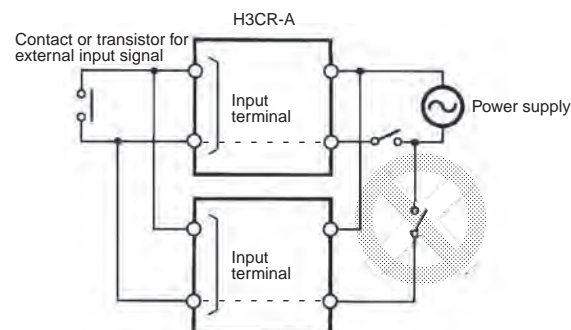 H3CR-A
Contact or transistor for
external input signal
Input
terminal
Power supply
Input
terminal